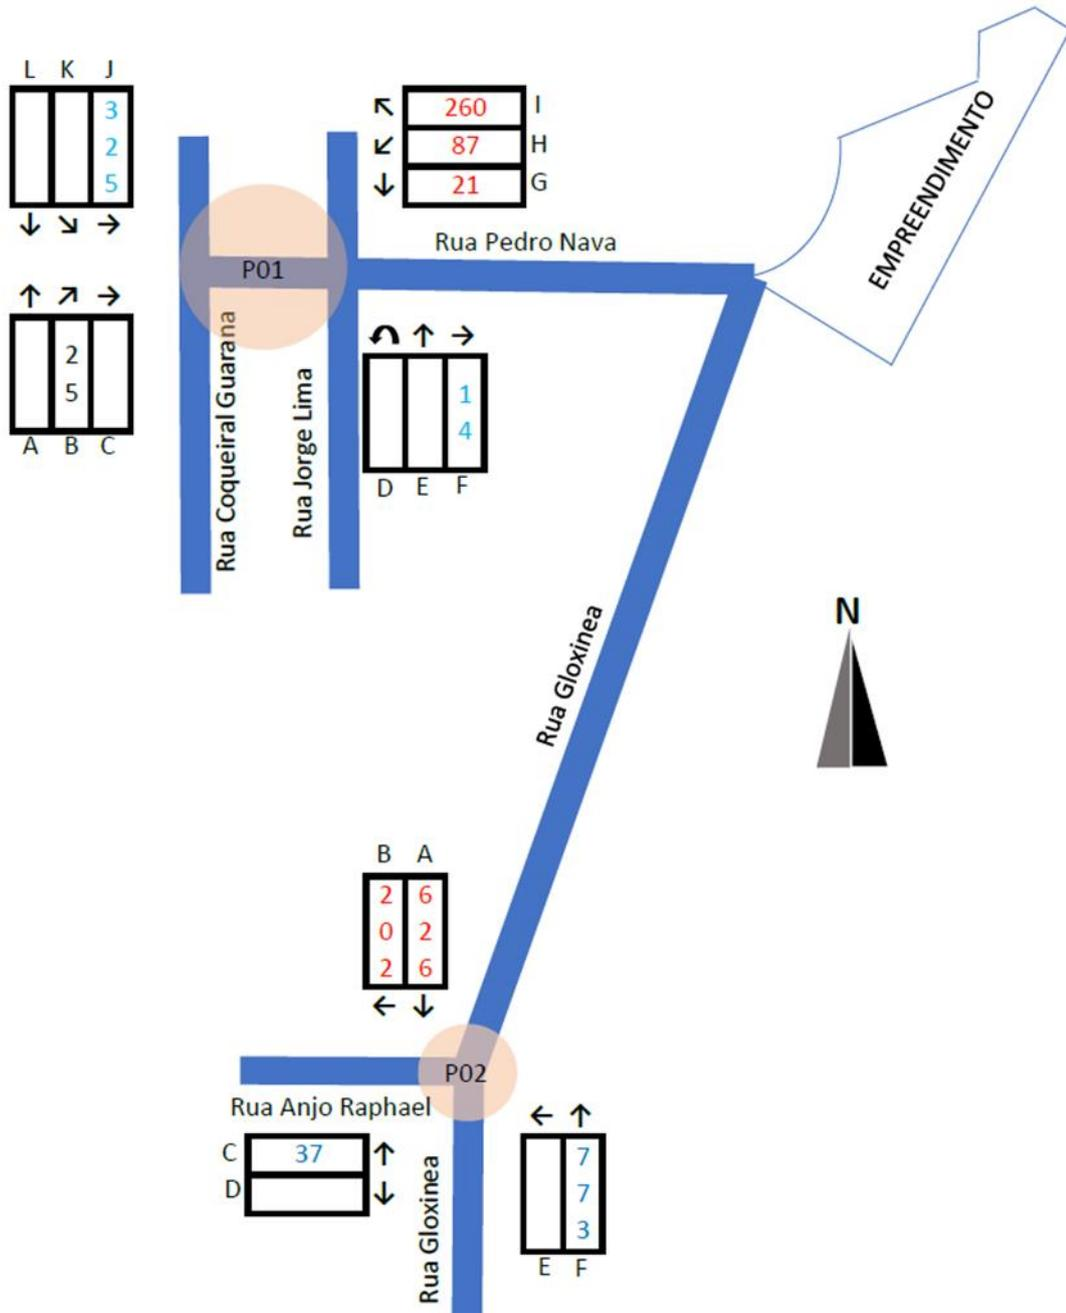 L K J
3
2
5
260 I
87 H
21 G
Rua Pedro Nava
EMPREENDIMENTO
P01
2
5
A B C
Rua Coqueiral Guarana
Rua Jorge Lima
1
4
D E F
N
Rua Gloxinea
B A
2 6
0 2
2 6
P02
Rua Anjo Raphael
C 37
D
Rua Gloxinea
7
7
3
E F